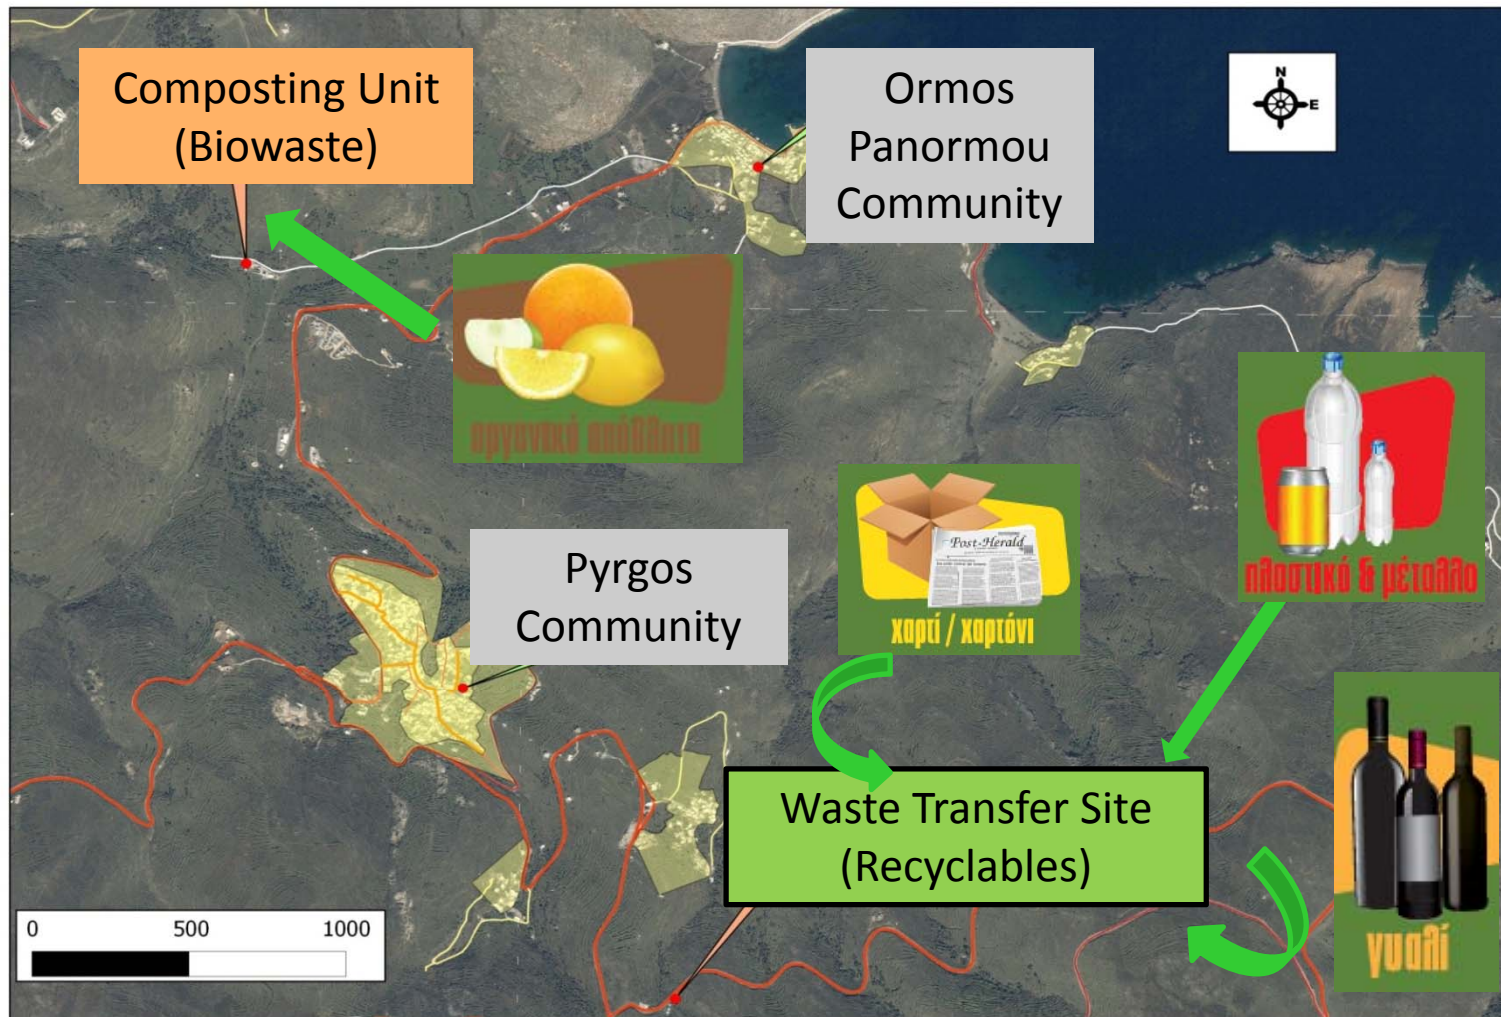 Composting Unit
(Biowaste)
Ormos
Panormou
Community
N
E
οργανικά απόβλητα
Post-Herald
χαρτί / χαρτόνι
πλαστικό & μέταλλο
Pyrgos
Community
Waste Transfer Site
(Recyclables)
γυαλί
0 500 1000